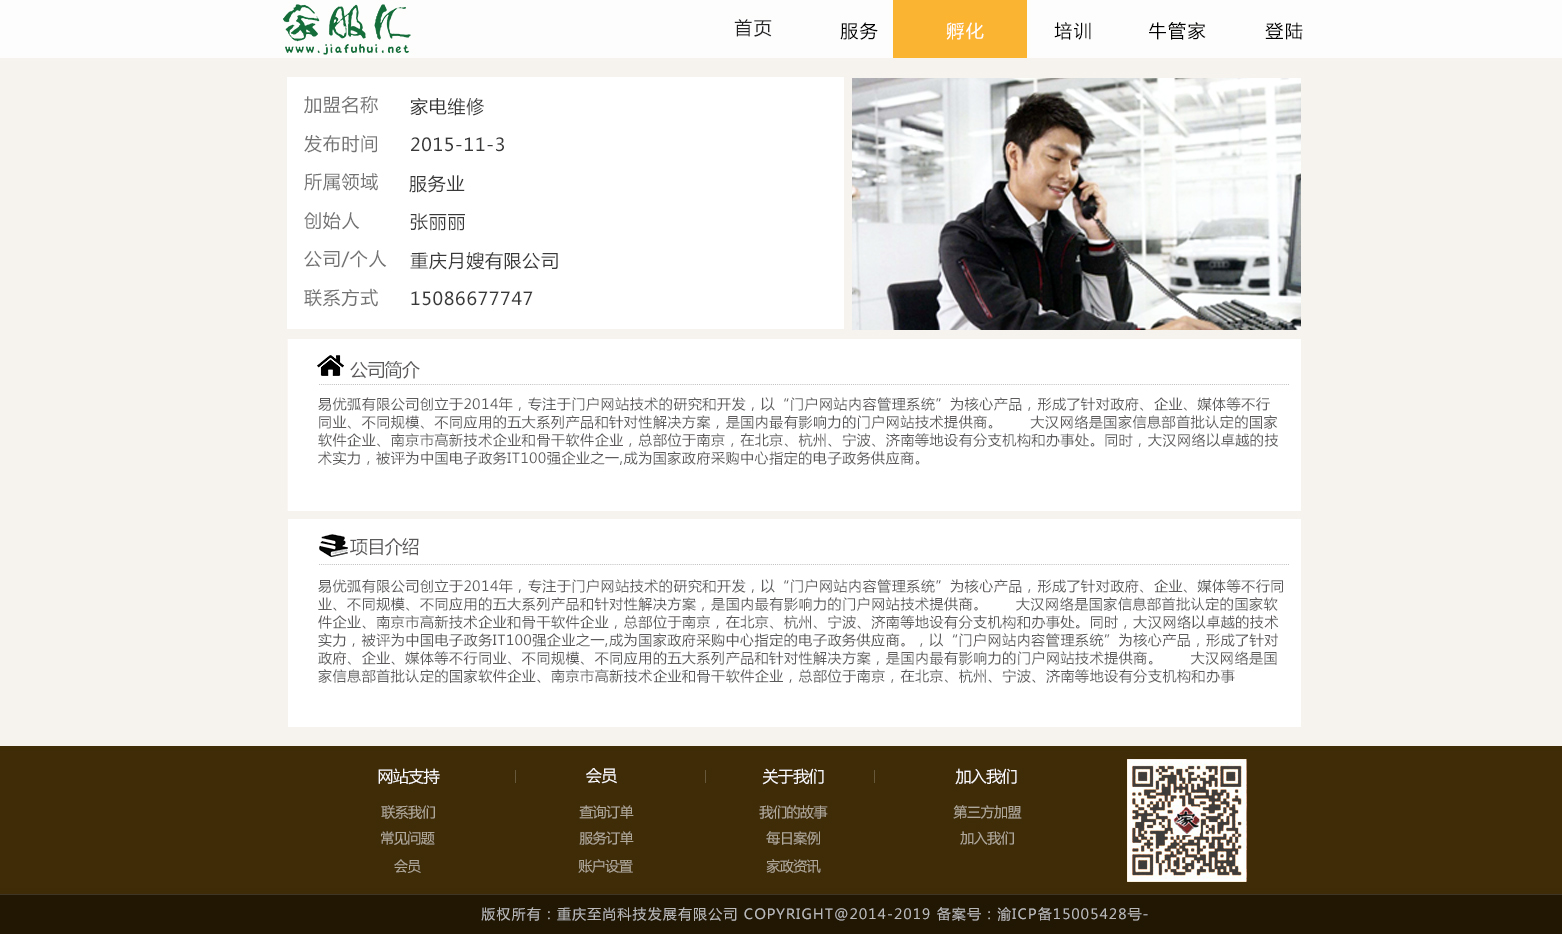 家服汇
www.jiafuhui.net
首页 服务 孵化 培训 牛管家 登陆
加盟名称 家电维修
发布时间 2015-11-3
所属领域 服务业
创始人 张丽丽
公司/个人 重庆月嫂有限公司
联系方式 15086677747
公司简介
易优弧有限公司创立于2014年，专注于门户网站技术的研究和开发，以“门户网站内容管理系统”为核心产品，形成了针对政府、企业、媒体等不行
同业、不同规模、不同应用的五大系列产品和针对性解决方案，是国内最有影响力的门户网站技术提供商。 大汉网络是国家信息部首批认定的国家
软件企业、南京市高新技术企业和骨干软件企业，总部位于南京，在北京、杭州、宁波、济南等地设有分支机构和办事处。同时，大汉网络以卓越的技
术实力，被评为中国电子政务IT100强企业之一,成为国家政府采购中心指定的电子政务供应商。
项目介绍
易优弧有限公司创立于2014年，专注于门户网站技术的研究和开发，以“门户网站内容管理系统”为核心产品，形成了针对政府、企业、媒体等不行同
业、不同规模、不同应用的五大系列产品和针对性解决方案，是国内最有影响力的门户网站技术提供商。 大汉网络是国家信息部首批认定的国家软
件企业、南京市高新技术企业和骨干软件企业，总部位于南京，在北京、杭州、宁波、济南等地设有分支机构和办事处。同时，大汉网络以卓越的技术
实力，被评为中国电子政务IT100强企业之一,成为国家政府采购中心指定的电子政务供应商。，以“门户网站内容管理系统”为核心产品，形成了针对
政府、企业、媒体等不行同业、不同规模、不同应用的五大系列产品和针对性解决方案，是国内最有影响力的门户网站技术提供商。 大汉网络是国
家信息部首批认定的国家软件企业、南京市高新技术企业和骨干软件企业，总部位于南京，在北京、杭州、宁波、济南等地设有分支机构和办事
网站支持 会员 关于我们 加入我们
联系我们 查询订单 我们的故事 第三方加盟
常见问题 服务订单 每日案例 加入我们
会员 账户设置 家政资讯
家
版权所有：重庆至尚科技发展有限公司 COPYRIGHT@2014-2019 备案号：渝ICP备15005428号-